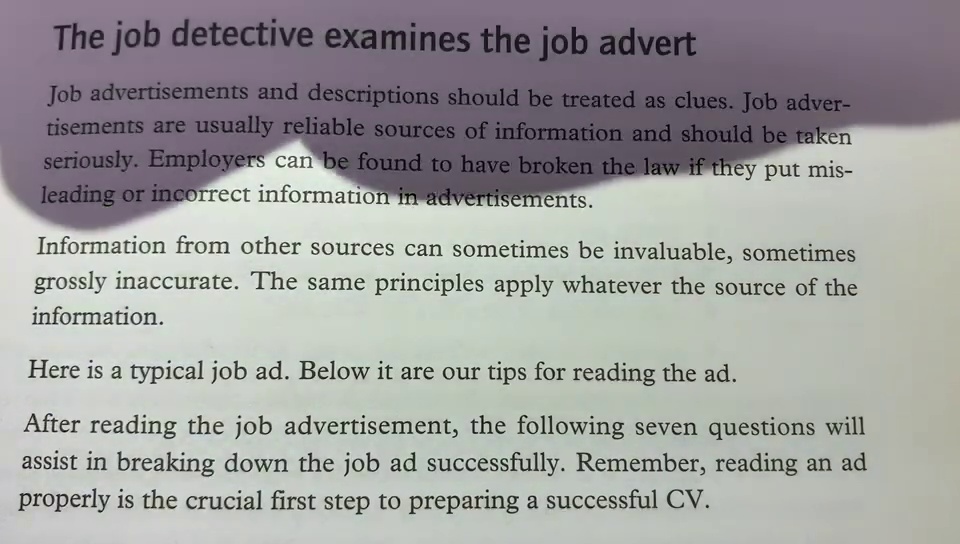 The job detective examines the job advert
Job advertisements and descriptions should be treated as clues. Job adver-
tisements are usually reliable sources of information and should be taken
seriously. Employers can be found to have broken the law if they put mis-
leading or incorrect information in advertisements.
Information from other sources can sometimes be invaluable, sometimes
grossly inaccurate. The same principles apply whatever the source of the
information.
Here is a typical job ad. Below it are our tips for reading the ad.
After reading the job advertisement, the following seven questions will
assist in breaking down the job ad successfully. Remember, reading an ad
properly is the crucial first step to preparing a successful CV.